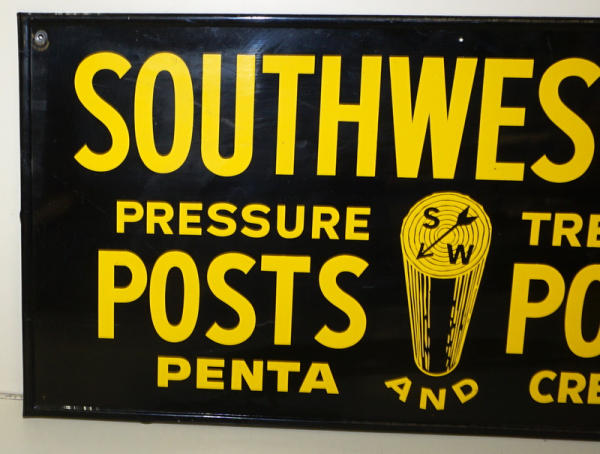 SOUTHWES
PRESSURE TRE
S W
POSTS PO
PENTA AND CRE